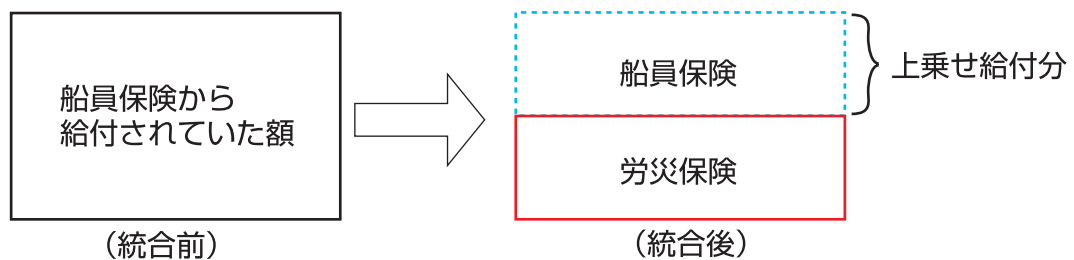 船員保険から
給付されていた額
（統合前）
船員保険
上乗せ給付分
労災保険
（統合後）